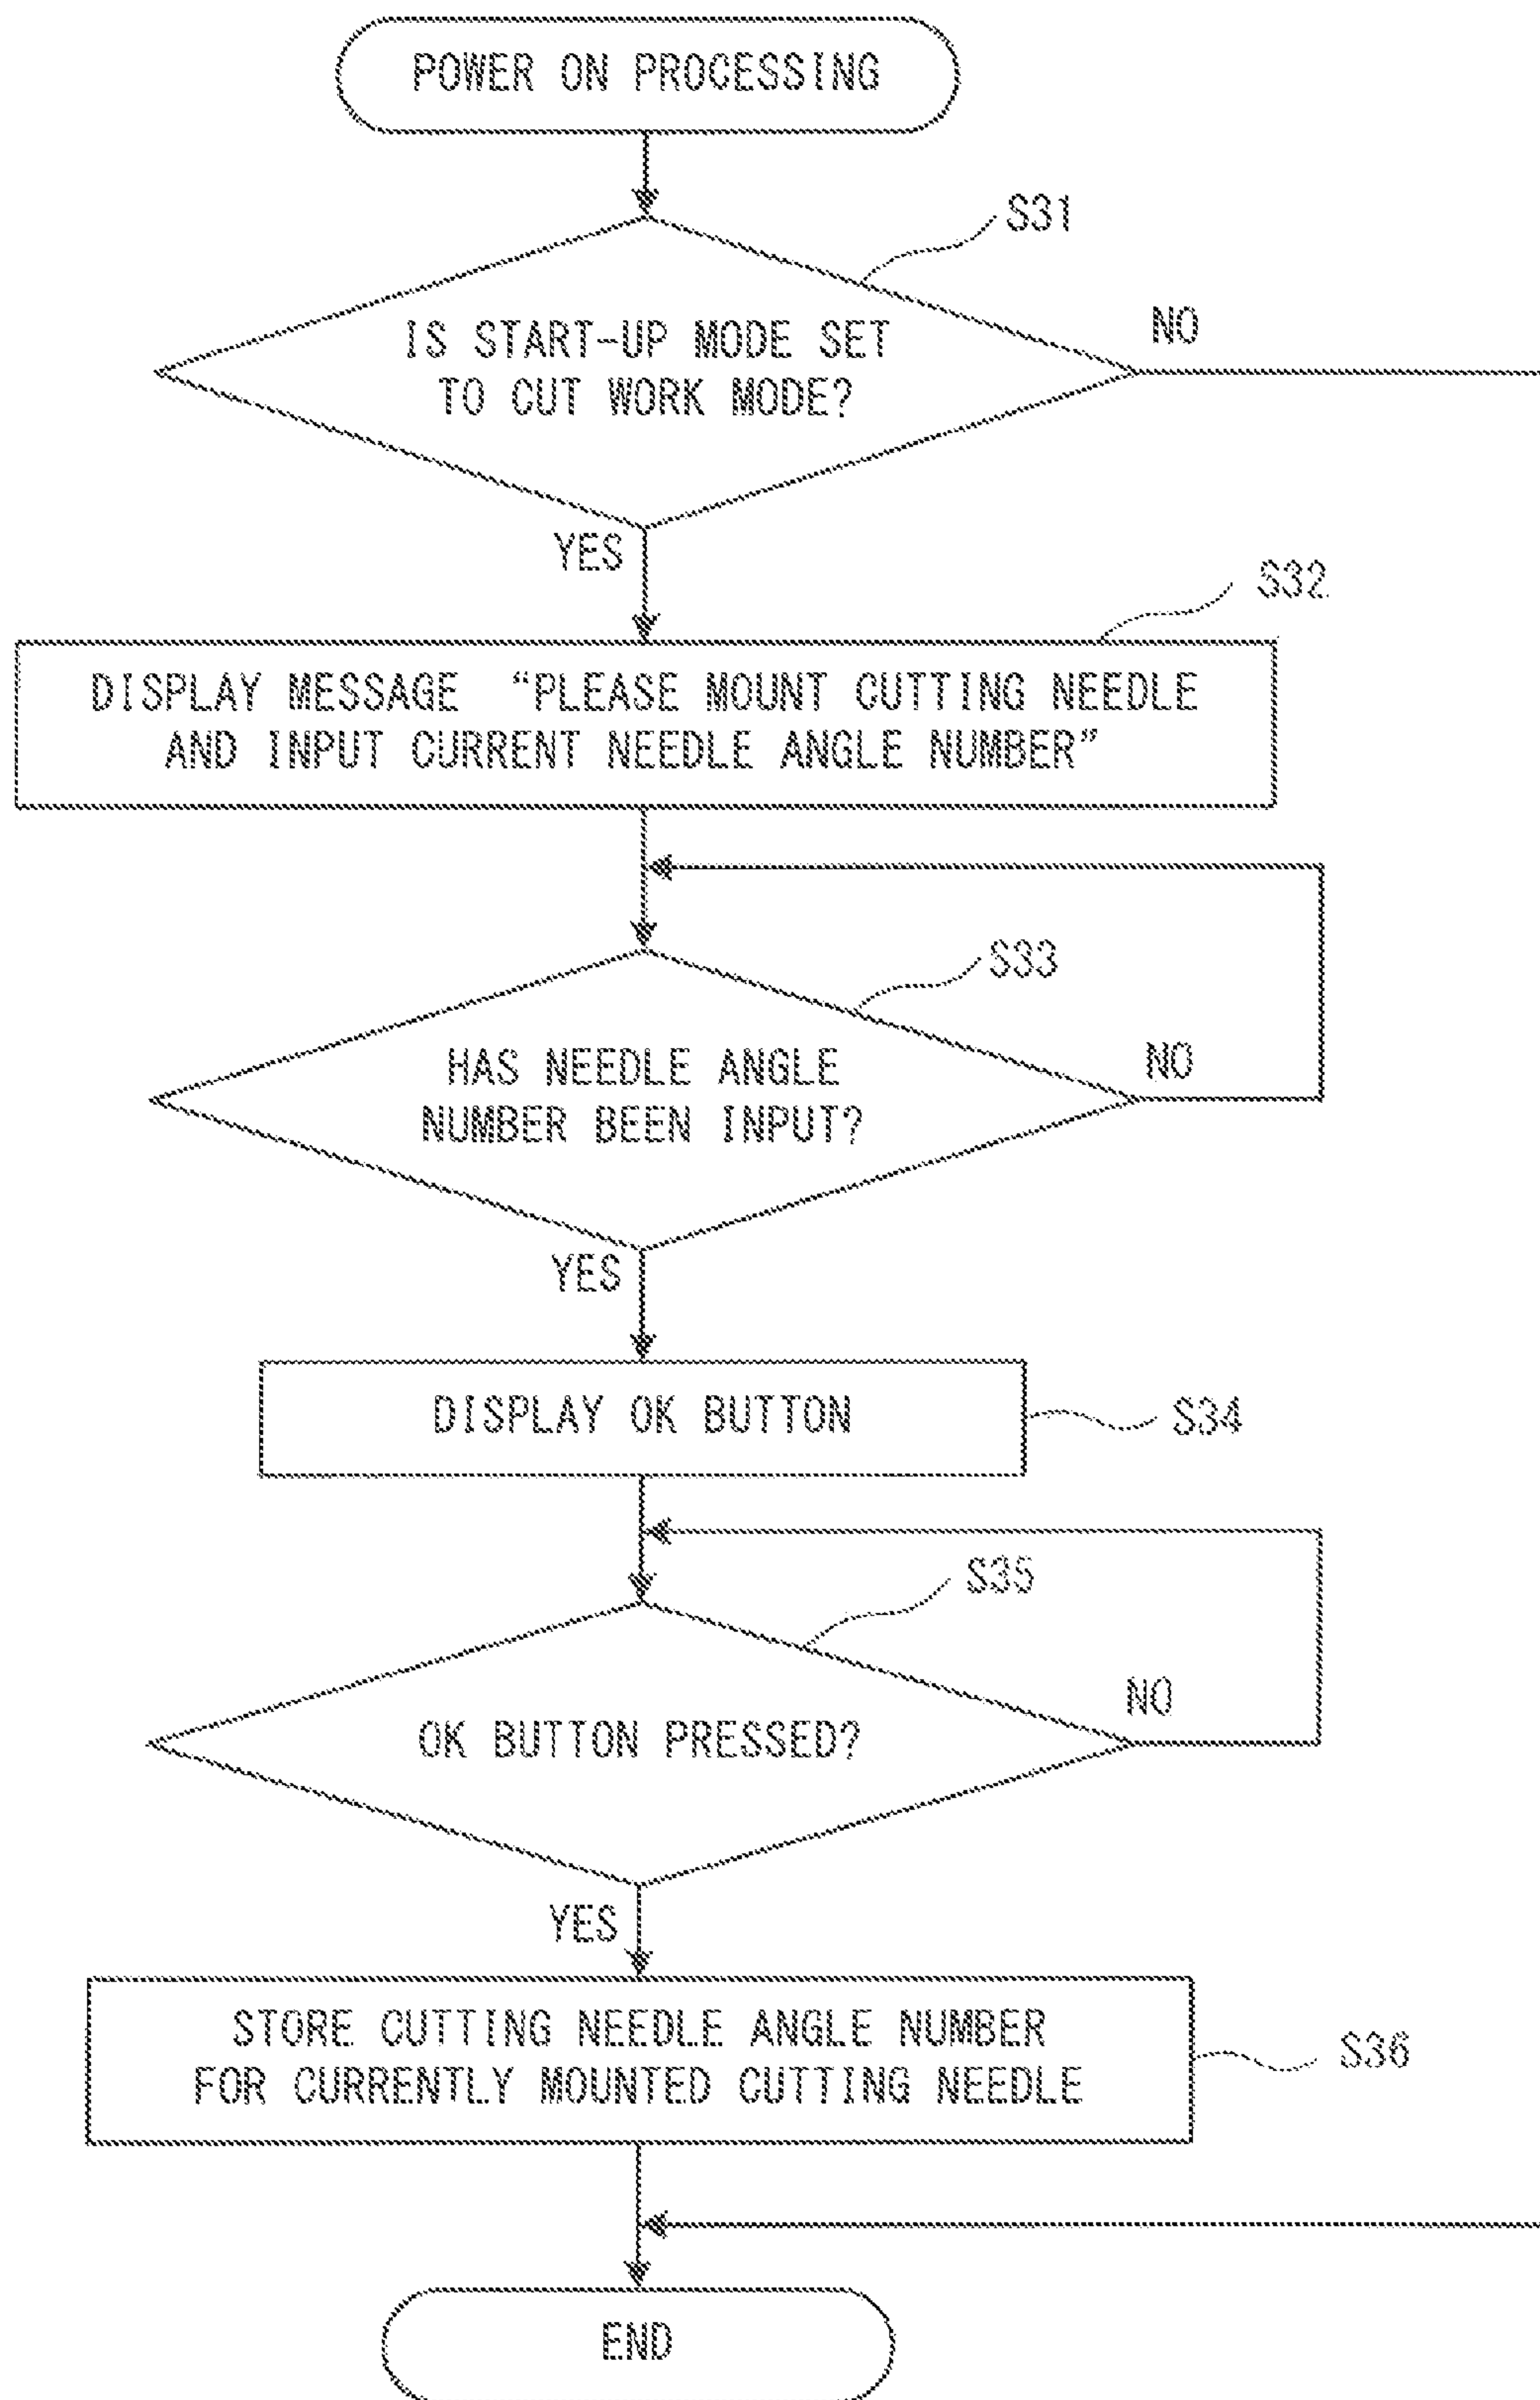 POWER ON PROCESSING
S31
IS START-UP MODE SET
TO CUT WORK MODE?
NO
YES
S32
DISPLAY MESSAGE “PLEASE MOUNT CUTTING NEEDLE
AND INPUT CURRENT NEEDLE ANGLE NUMBER”
S33
HAS NEEDLE ANGLE
NUMBER BEEN INPUT?
NO
YES
DISPLAY OK BUTTON
S34
S35
OK BUTTON PRESSED?
NO
YES
STORE CUTTING NEEDLE ANGLE NUMBER
FOR CURRENTLY MOUNTED CUTTING NEEDLE
S36
END